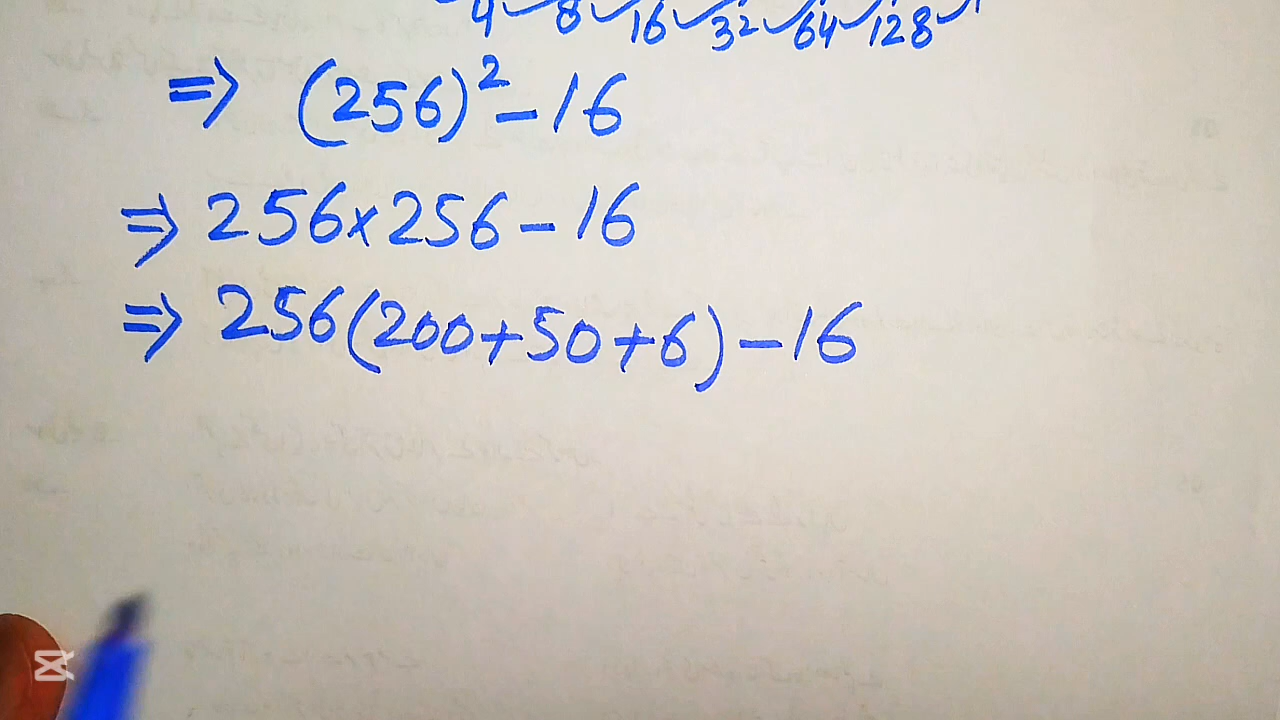 4 8 16 32 64 128
=> (256)² - 16
=> 256×256 - 16
=> 256(200+50+6) - 16